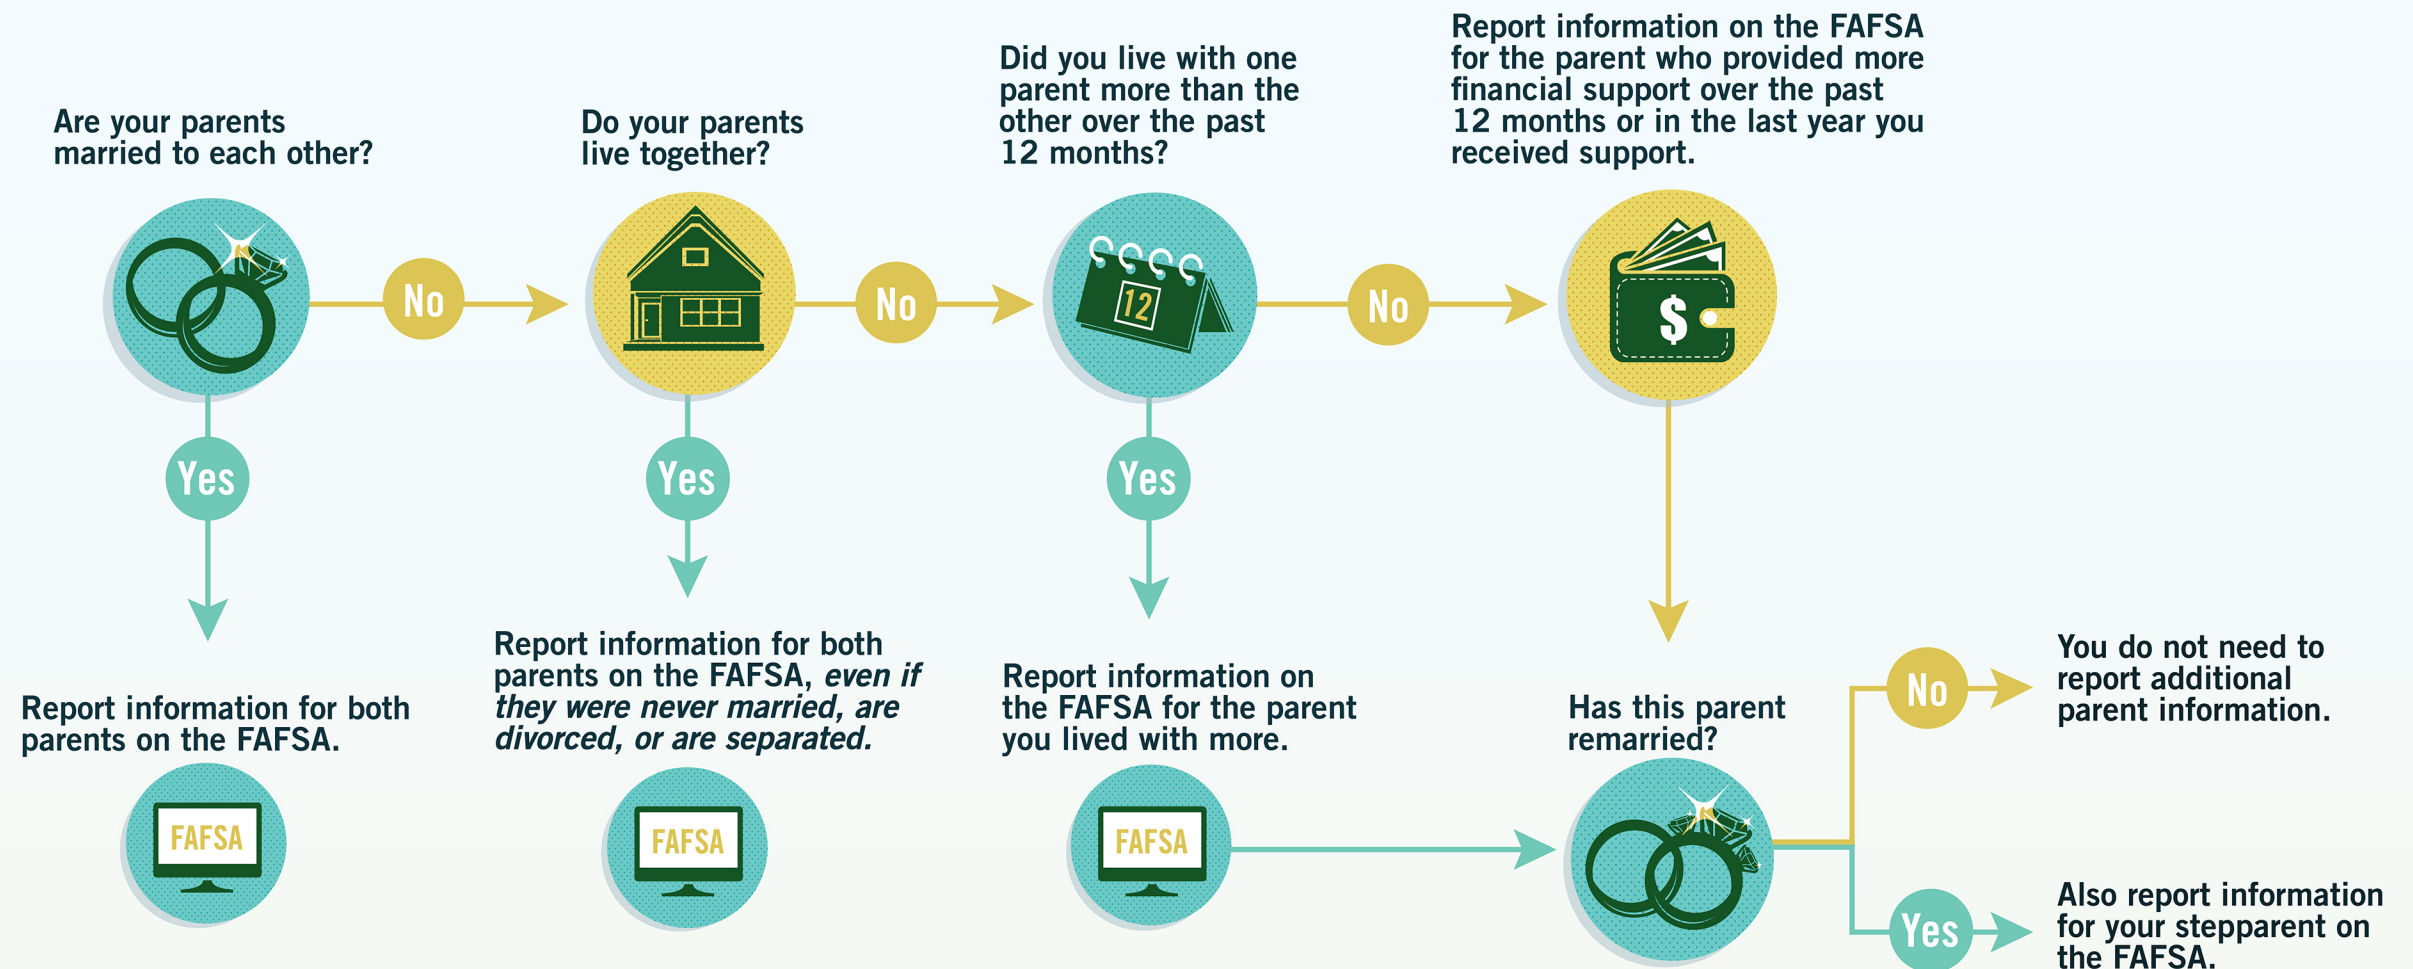 Are your parents
married to each other?
Do your parents
live together?
Did you live with one
parent more than the
other over the past
12 months?
Report information on the FAFSA
for the parent who provided more
financial support over the past
12 months or in the last year you
received support.
No
No
12
No
$
Yes
Yes
Yes
Report information for both
parents on the FAFSA.
FAFSA
Report information for both
parents on the FAFSA, even if
they were never married, are
divorced, or are separated.
FAFSA
Report information on
the FAFSA for the parent
you lived with more.
FAFSA
Has this parent
remarried?
No
You do not need to
report additional
parent information.
Yes
Also report information
for your stepparent on
the FAFSA.